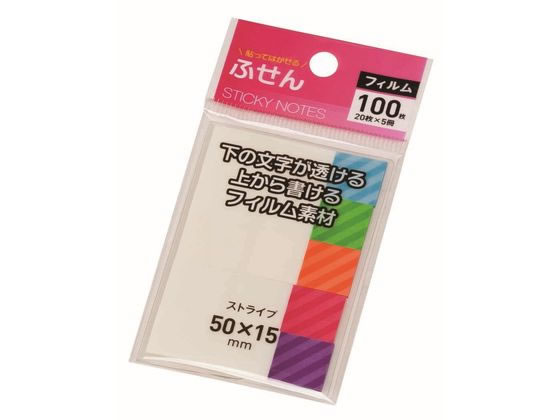 貼ってはがせる
ふせん
STICKY NOTES
フィルム
100枚
20枚×5冊
下の文字が透ける
上から書ける
フィルム素材
ストライプ
50×15
mm